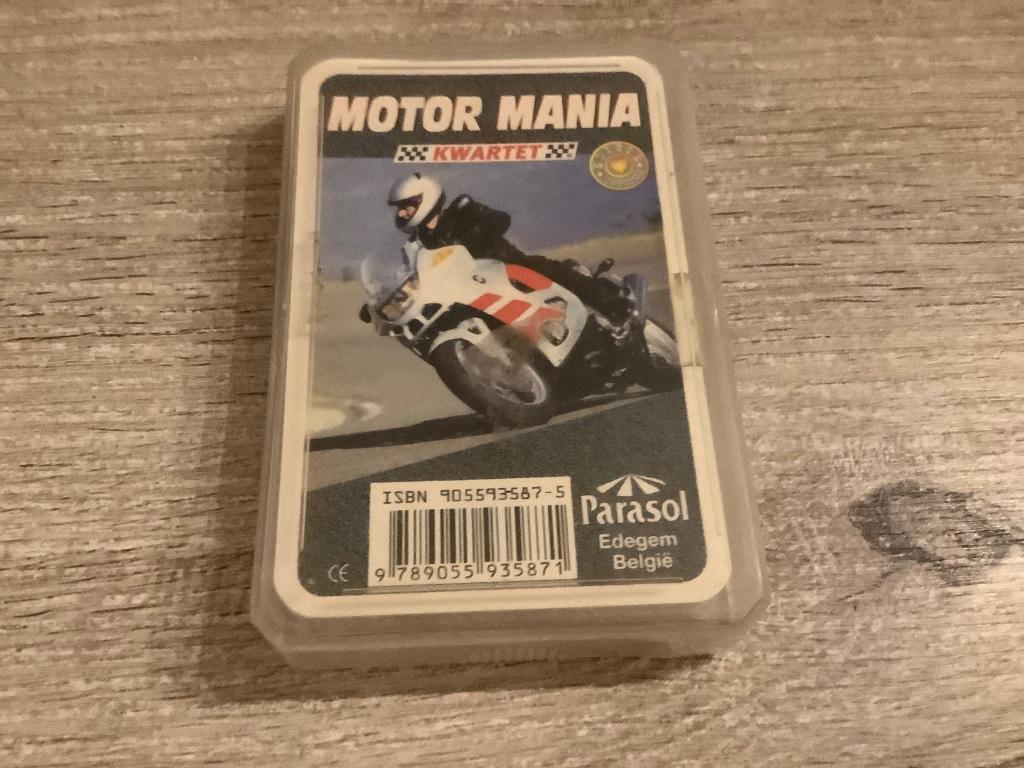 MOTOR MANIA
KWARTET
ISBN 905593587-5
9 789055 935871
CE
Parasol
Edegem
België